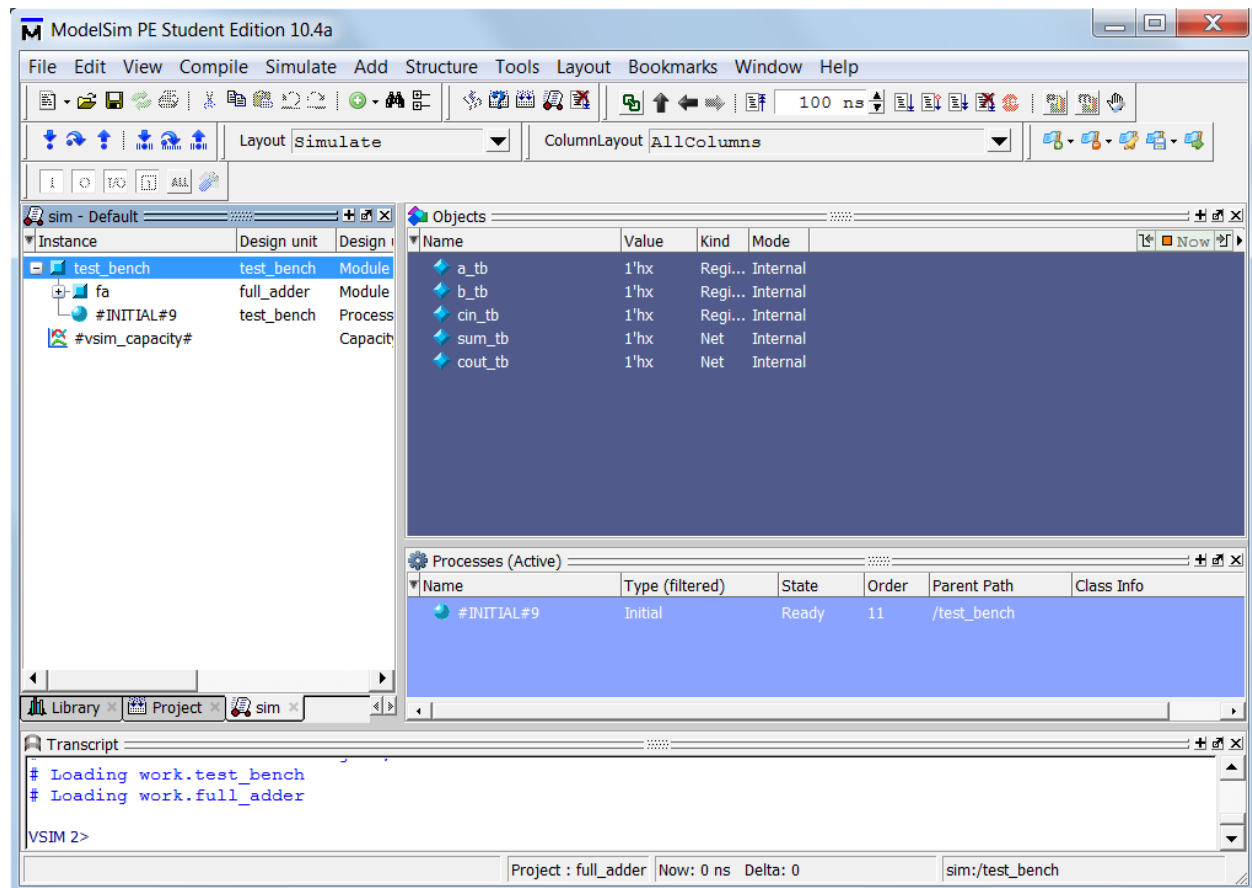 ModelSim PE Student Edition 10.4a
File Edit View Compile Simulate Add Structure Tools Layout Bookmarks Window Help
100 ns
Layout Simulate ColumnLayout AllColumns
I O I/O ALL
sim - Default
Instance Design unit Design
test_bench test_bench Module
fa full_adder Module
#INITIAL#9 test_bench Process
#vsim_capacity# Capacity
Library Project sim
Objects
Name Value Kind Mode Now
a_tb 1'hx Regi... Internal
b_tb 1'hx Regi... Internal
cin_tb 1'hx Regi... Internal
sum_tb 1'hx Net Internal
cout_tb 1'hx Net Internal
Processes (Active)
Name Type (filtered) State Order Parent Path Class Info
#INITIAL#9 Initial Ready 11 /test_bench
Transcript
# Loading work.test_bench
# Loading work.full_adder
VSIM 2>
Project : full_adder Now: 0 ns Delta: 0 sim:/test_bench